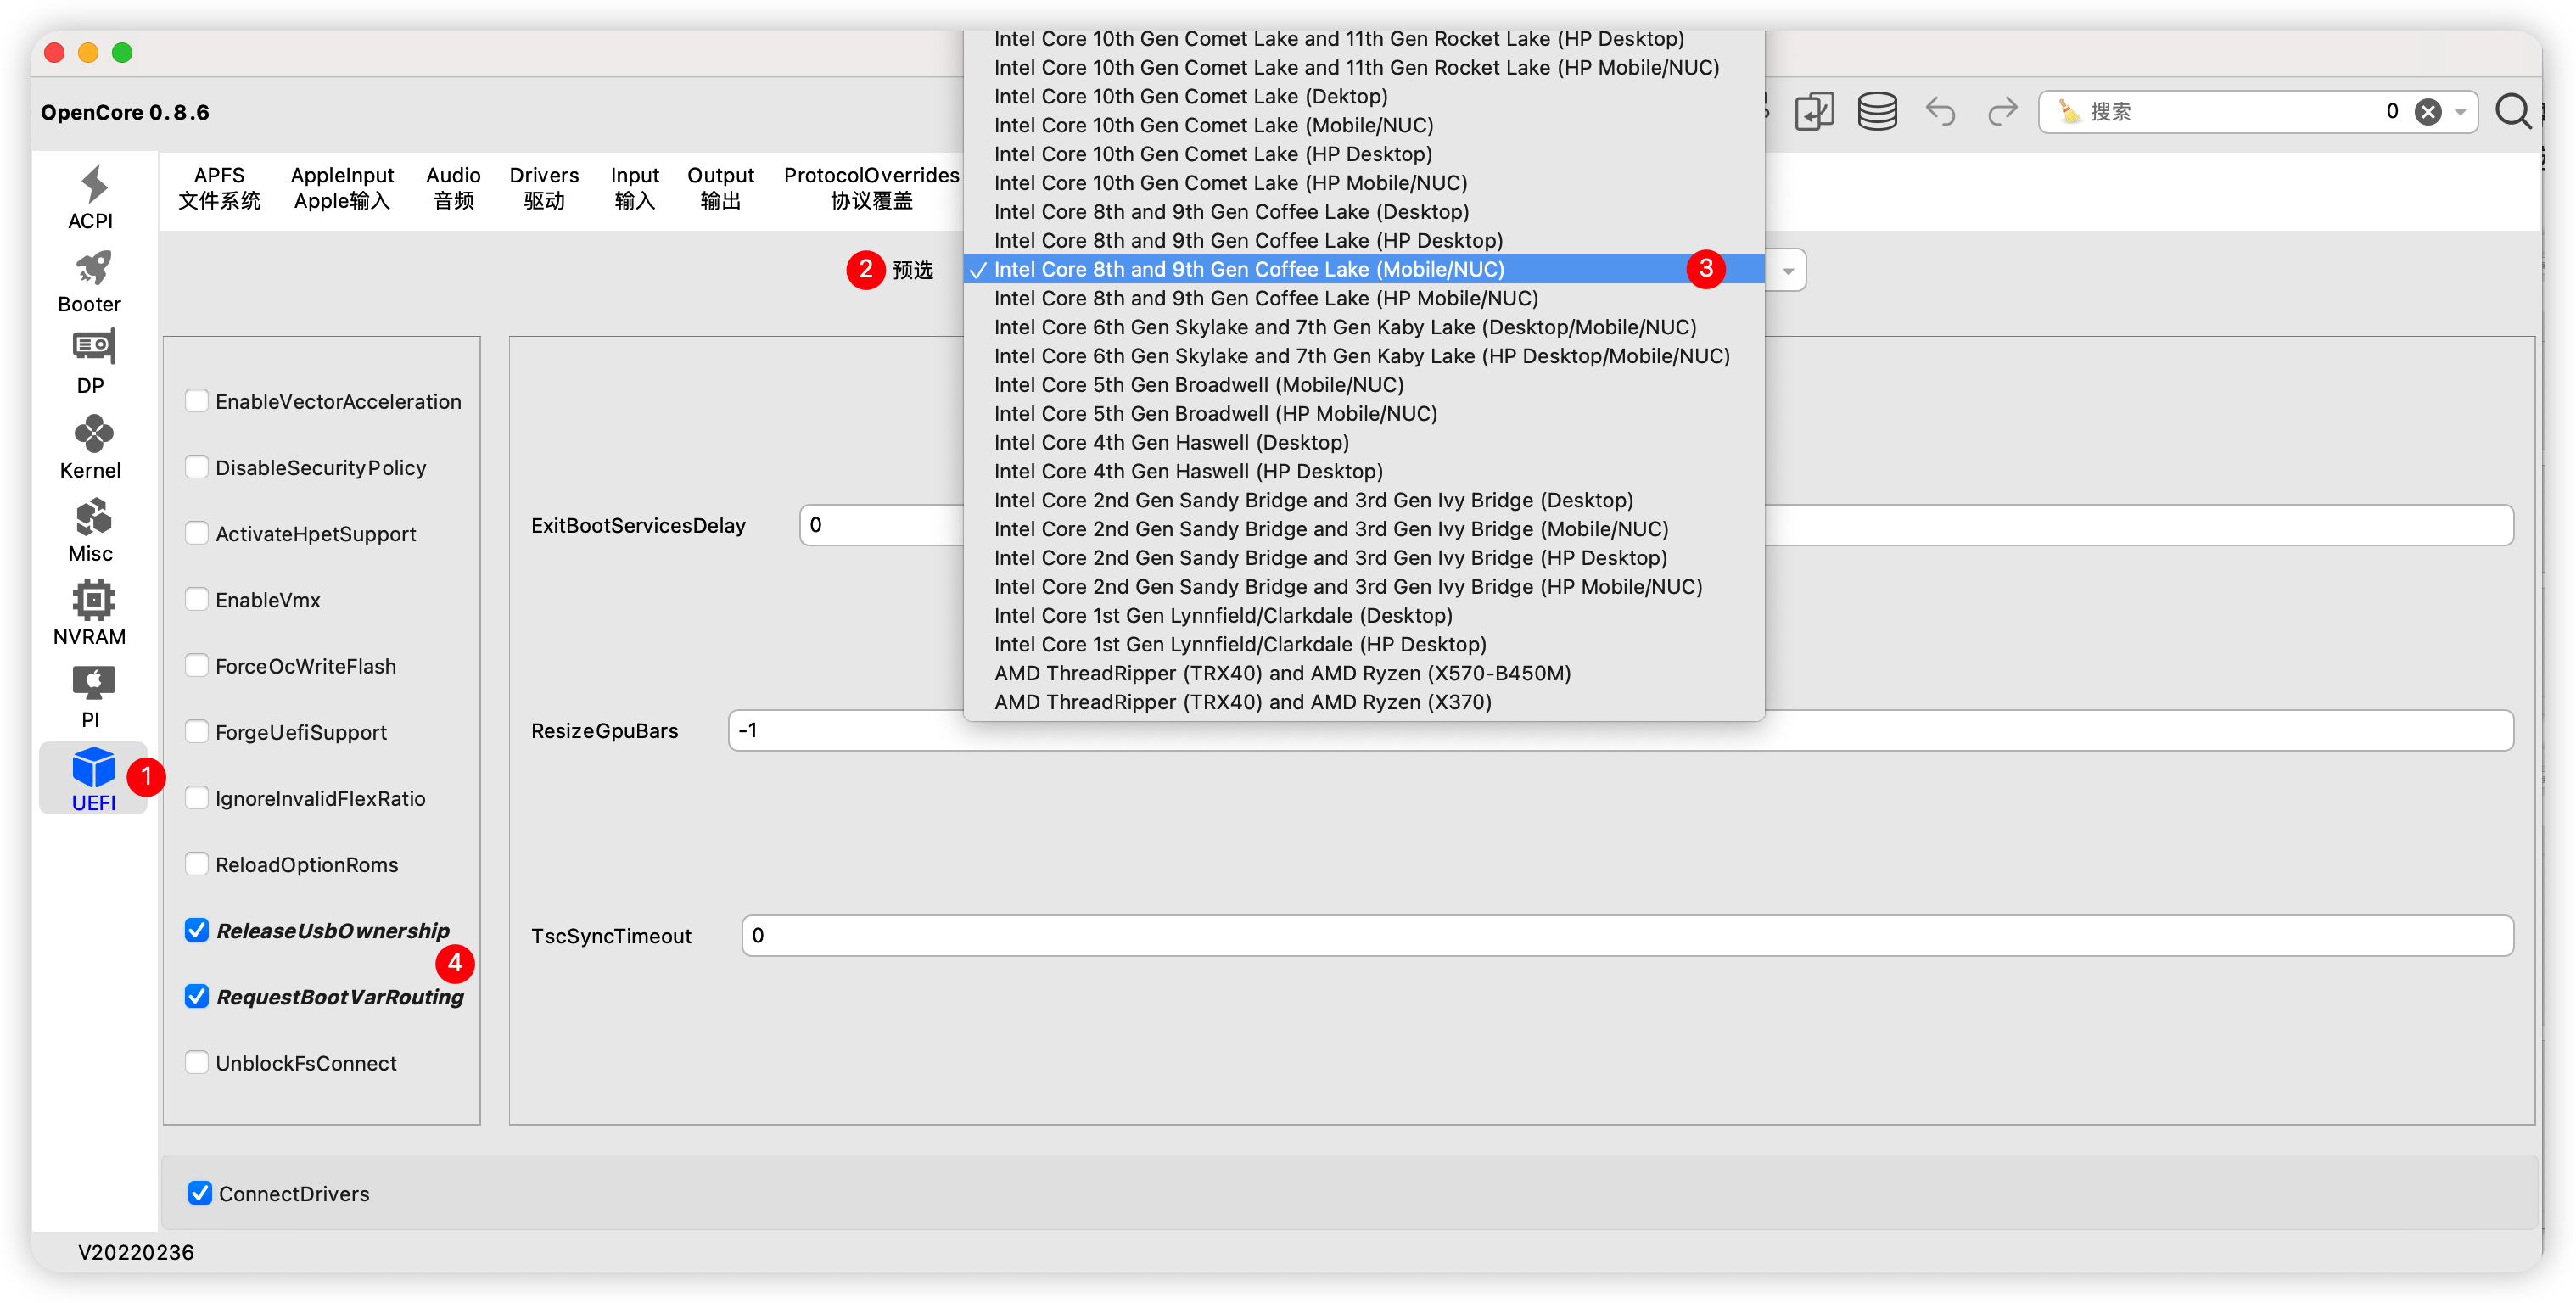 Intel Core 10th Gen Comet Lake and 11th Gen Rocket Lake (HP Desktop)
Intel Core 10th Gen Comet Lake and 11th Gen Rocket Lake (HP Mobile/NUC)
Intel Core 10th Gen Comet Lake (Dektop)
Intel Core 10th Gen Comet Lake (Mobile/NUC)
Intel Core 10th Gen Comet Lake (HP Desktop)
Intel Core 10th Gen Comet Lake (HP Mobile/NUC)
Intel Core 8th and 9th Gen Coffee Lake (Desktop)
Intel Core 8th and 9th Gen Coffee Lake (HP Desktop)
Intel Core 8th and 9th Gen Coffee Lake (Mobile/NUC) 3
Intel Core 8th and 9th Gen Coffee Lake (HP Mobile/NUC)
Intel Core 6th Gen Skylake and 7th Gen Kaby Lake (Desktop/Mobile/NUC)
Intel Core 6th Gen Skylake and 7th Gen Kaby Lake (HP Desktop/Mobile/NUC)
Intel Core 5th Gen Broadwell (Mobile/NUC)
Intel Core 5th Gen Broadwell (HP Mobile/NUC)
Intel Core 4th Gen Haswell (Desktop)
Intel Core 4th Gen Haswell (HP Desktop)
Intel Core 2nd Gen Sandy Bridge and 3rd Gen Ivy Bridge (Desktop)
Intel Core 2nd Gen Sandy Bridge and 3rd Gen Ivy Bridge (Mobile/NUC)
Intel Core 2nd Gen Sandy Bridge and 3rd Gen Ivy Bridge (HP Desktop)
Intel Core 2nd Gen Sandy Bridge and 3rd Gen Ivy Bridge (HP Mobile/NUC)
Intel Core 1st Gen Lynnfield/Clarkdale (Desktop)
Intel Core 1st Gen Lynnfield/Clarkdale (HP Desktop)
AMD ThreadRipper (TRX40) and AMD Ryzen (X570-B450M)
AMD ThreadRipper (TRX40) and AMD Ryzen (X370)
OpenCore 0.8.6
搜索 0
ACPI
Booter
DP
Kernel
Misc
NVRAM
PI
UEFI 1
APFS
文件系统
AppleInput
Apple输入
Audio
音频
Drivers
驱动
Input
输入
Output
输出
ProtocolOverrides
协议覆盖
2 预选
EnableVectorAcceleration
DisableSecurityPolicy
ActivateHpetSupport
EnableVmx
ForceOcWriteFlash
ForgeUefiSupport
IgnoreInvalidFlexRatio
ReloadOptionRoms
ReleaseUsbOwnership
4
RequestBootVarRouting
UnblockFsConnect
ExitBootServicesDelay 0
ResizeGpuBars -1
TscSyncTimeout 0
ConnectDrivers
V20220236